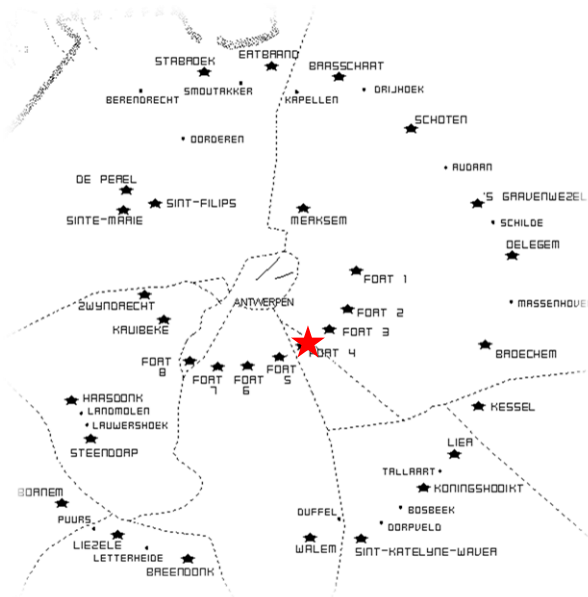 EATBRAND
STABROEK
BRASSCHAAT
SMOUTAKKER
DRIJHOEK
BERENDRECHT
KAPELLEN
SCHOTEN
OORDEREN
AUDAAN
DE PEREL
'S GRAVENWEZEL
SINT-FILIPS
SINTE-MARIE
MERKSEM
SCHILDE
OELEGEM
FORT 1
ZWYNDRECHT
ANTWERPEN
MASSENHOVE
FORT 2
KRUIBEKE
FORT 3
FORT 4
BROECHEM
FORT 8
FORT 7
FORT 6
FORT 5
HAASDONK
KESSEL
LANDMOLEN
LAUWERSHOEK
STEENDORP
LIER
TALLAART
KONINGSHOOIKT
BORNEM
DUFFEL
BOSBEEK
PUURS
DORPVELD
LIEZELE
WALEM
SINT-KATELYNE-WAVER
LETTERHEIDE
BREENDONK